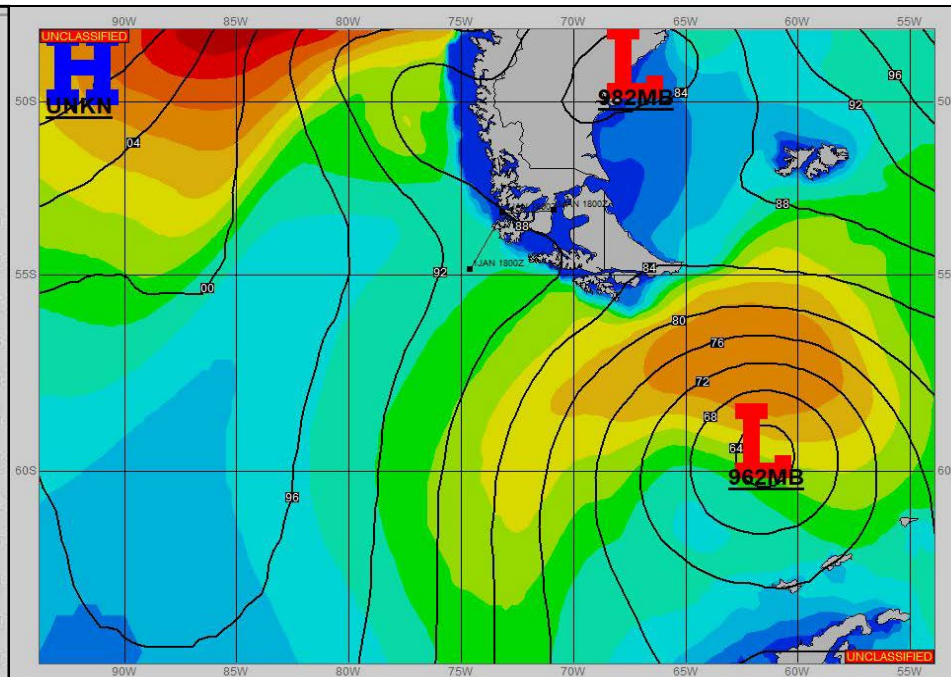 90W 85W 80W 75W 70W 65W 60W 55W
UNCLASSIFIED
H
UNKN
L
982MB
96
84
92
50S
50
04
88
88
JAN 1800Z
JAN 1800Z
92
84
55S
55
00
80
76
72
68
64
L
962MB
60S
60
96
UNCLASSIFIED
90W 85W 80W 75W 70W 65W 60W 55W